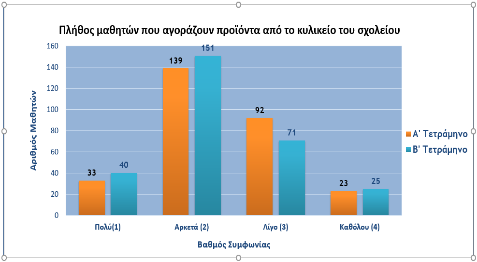 Πλήθος μαθητών που αγοράζουν προϊόντα από το κυλικείο του σχολείου
Αριθμός Μαθητών
160
140
120
100
80
60
40
20
0
33
40
139
151
92
71
23
25
Πολύ(1)
Αρκετά (2)
Λίγο (3)
Καθόλου (4)
Βαθμός Συμφωνίας
Α' Τετράμηνο
Β' Τετράμηνο